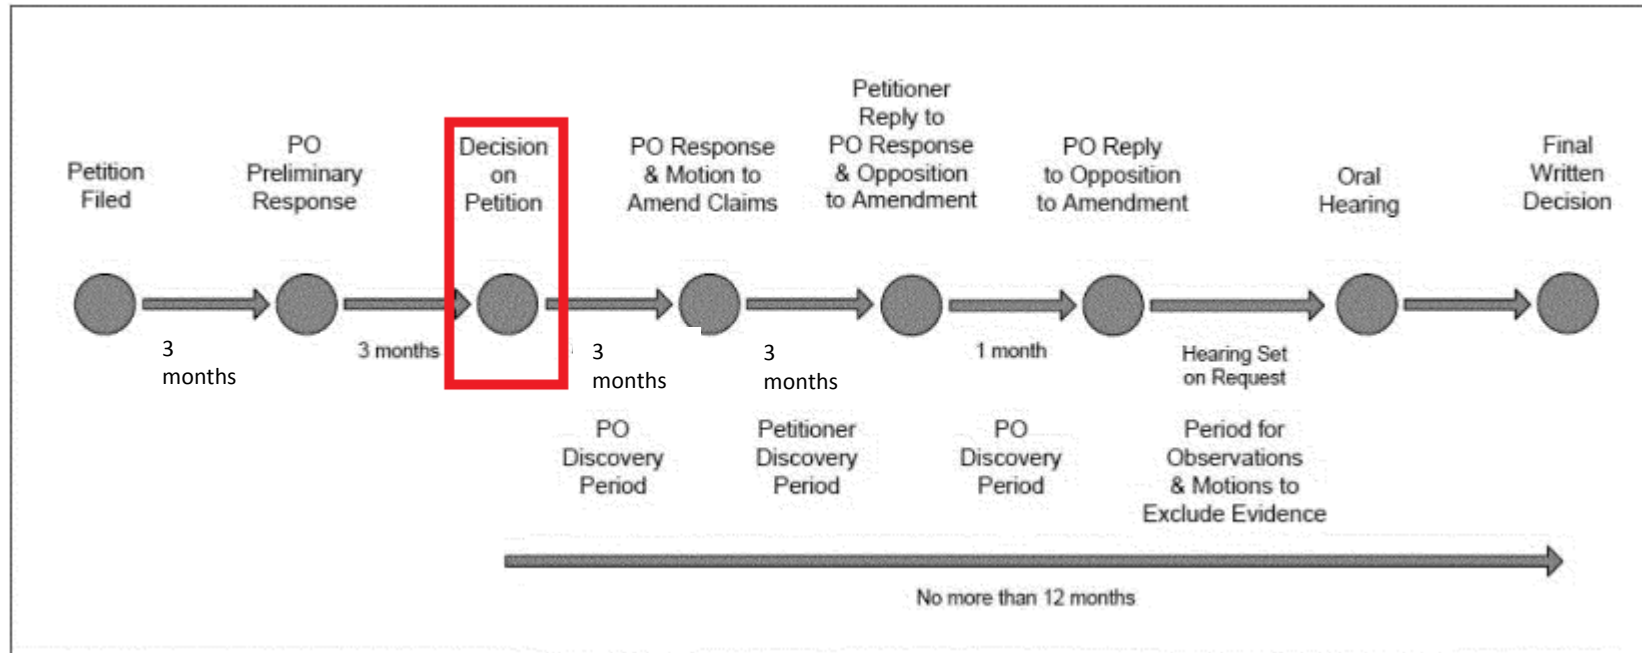 Petition
Filed
PO
Preliminary
Response
Decision
on
Petition
PO Response
& Motion to
Amend Claims
Petitioner
Reply to
PO Response
& Opposition
to Amendment
PO Reply
to Opposition
to Amendment
Oral
Hearing
Final
Written
Decision
3
months
3 months
3
months
3
months
1 month
Hearing Set
on Request
PO
Discovery
Period
Petitioner
Discovery
Period
PO
Discovery
Period
Period for
Observations
& Motions to
Exclude Evidence
No more than 12 months